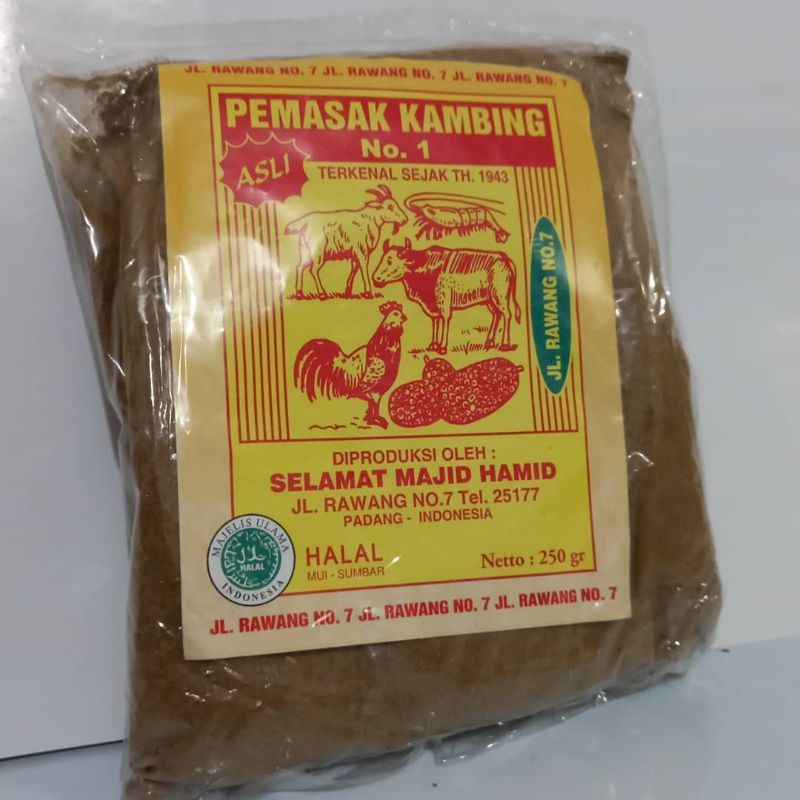 JL. RAWANG NO. 7 JL. RAWANG NO. 7 JL. RAWANG NO. 7
PEMASAK KAMBING
No. 1
ASLI
TERKENAL SEJAK TH. 1943
JL. RAWANG NO.7
DIPRODUKSI OLEH :
SELAMAT MAJID HAMID
JL. RAWANG NO.7 Tel. 25177
PADANG - INDONESIA
MAJELIS ULAMA
HALAL
INDONESIA
HALAL
MUI - SUMBAR
Netto : 250 gr
JL. RAWANG NO. 7 JL. RAWANG NO. 7 JL. RAWANG NO. 7